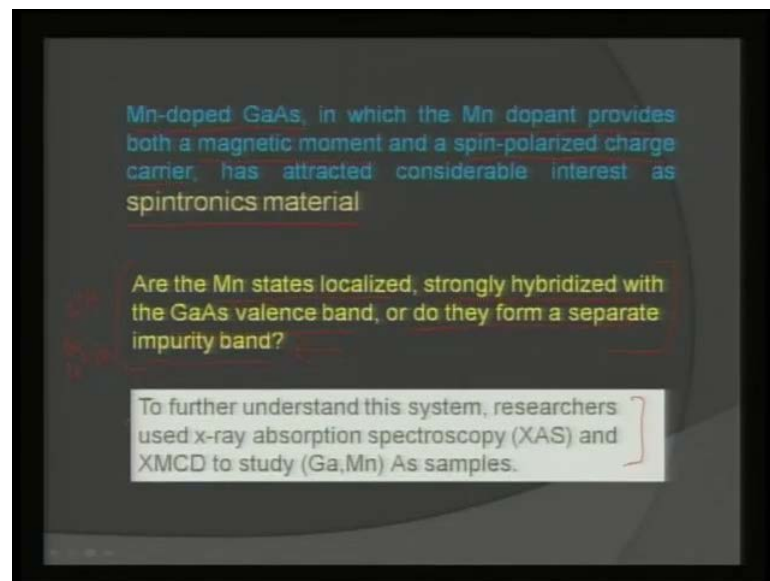 Mn-doped GaAs, in which the Mn dopant provides
both a magnetic moment and a spin-polarized charge
carrier, has attracted considerable interest as
spintronics material
Are the Mn states localized, strongly hybridized with
the GaAs valence band, or do they form a separate
impurity band?
To further understand this system, researchers
used x-ray absorption spectroscopy (XAS) and
XMCD to study (Ga,Mn) As samples.